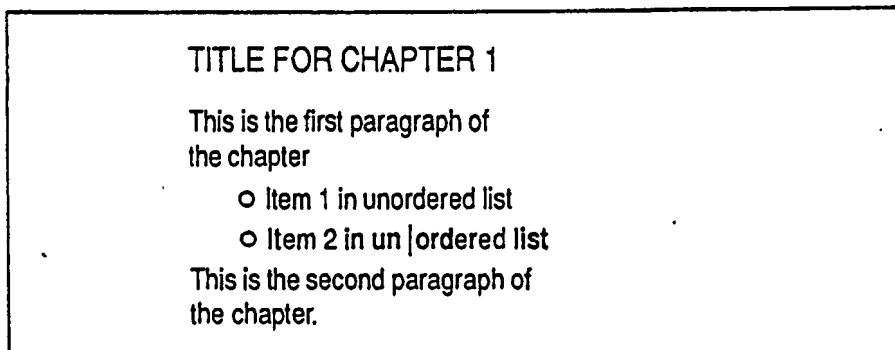 TITLE FOR CHAPTER 1
This is the first paragraph of
the chapter
o Item 1 in unordered list
o Item 2 in un|ordered list
This is the second paragraph of
the chapter.